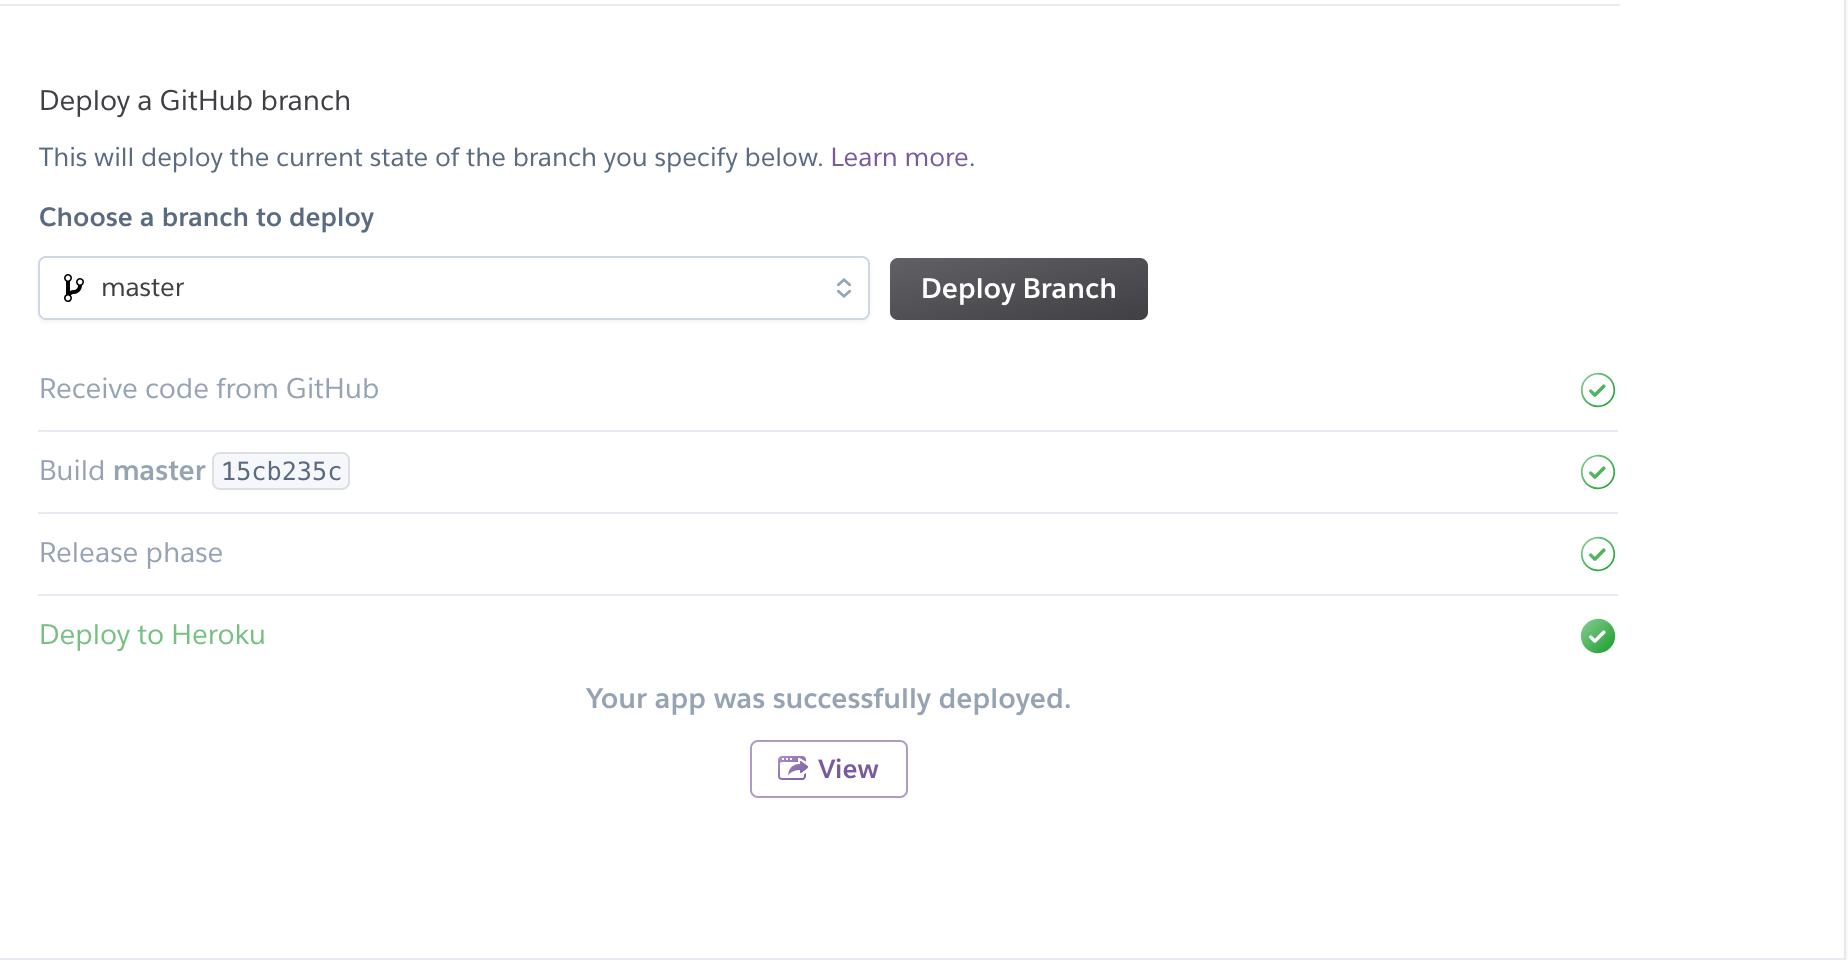 Deploy a GitHub branch
This will deploy the current state of the branch you specify below. Learn more.
Choose a branch to deploy
master
Deploy Branch
Receive code from GitHub
Build master 15cb235c
Release phase
Deploy to Heroku
Your app was successfully deployed.
View